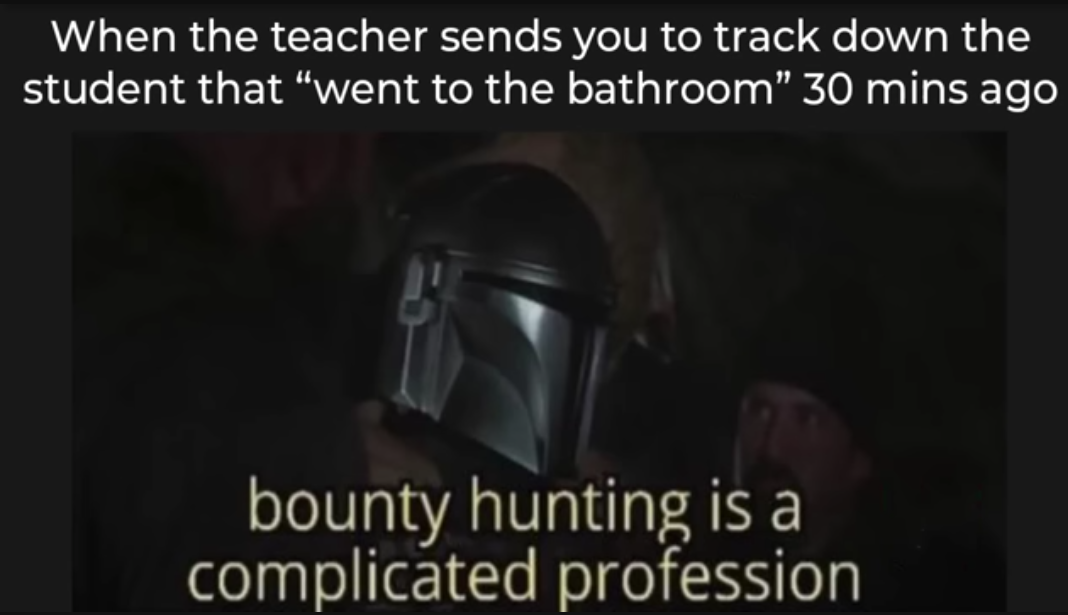 When the teacher sends you to track down the
student that “went to the bathroom” 30 mins ago
bounty hunting is a
complicated profession